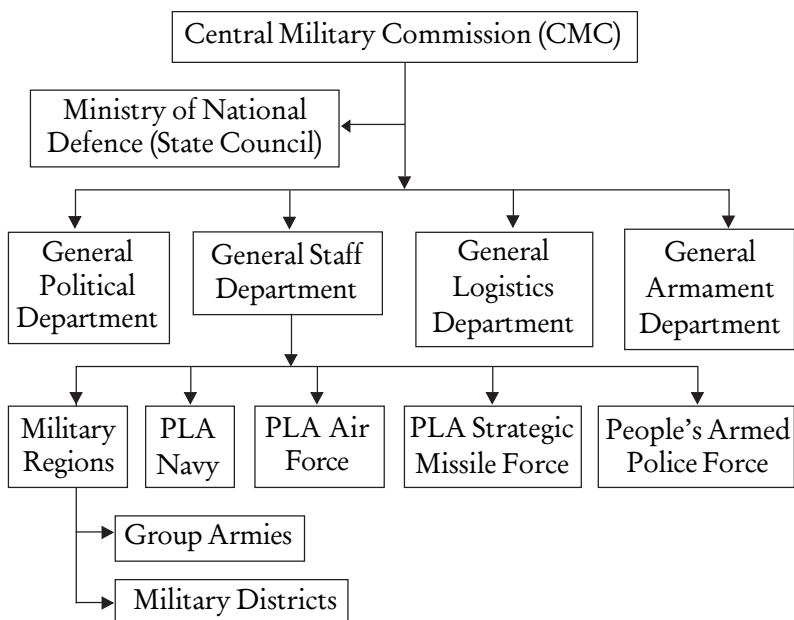 Central Military Commission (CMC)
Ministry of National
Defence (State Council)
General
Political
Department
General Staff
Department
General
Logistics
Department
General
Armament
Department
Military
Regions
PLA
Navy
PLA Air
Force
PLA Strategic
Missile Force
People’s Armed
Police Force
Group Armies
Military Districts